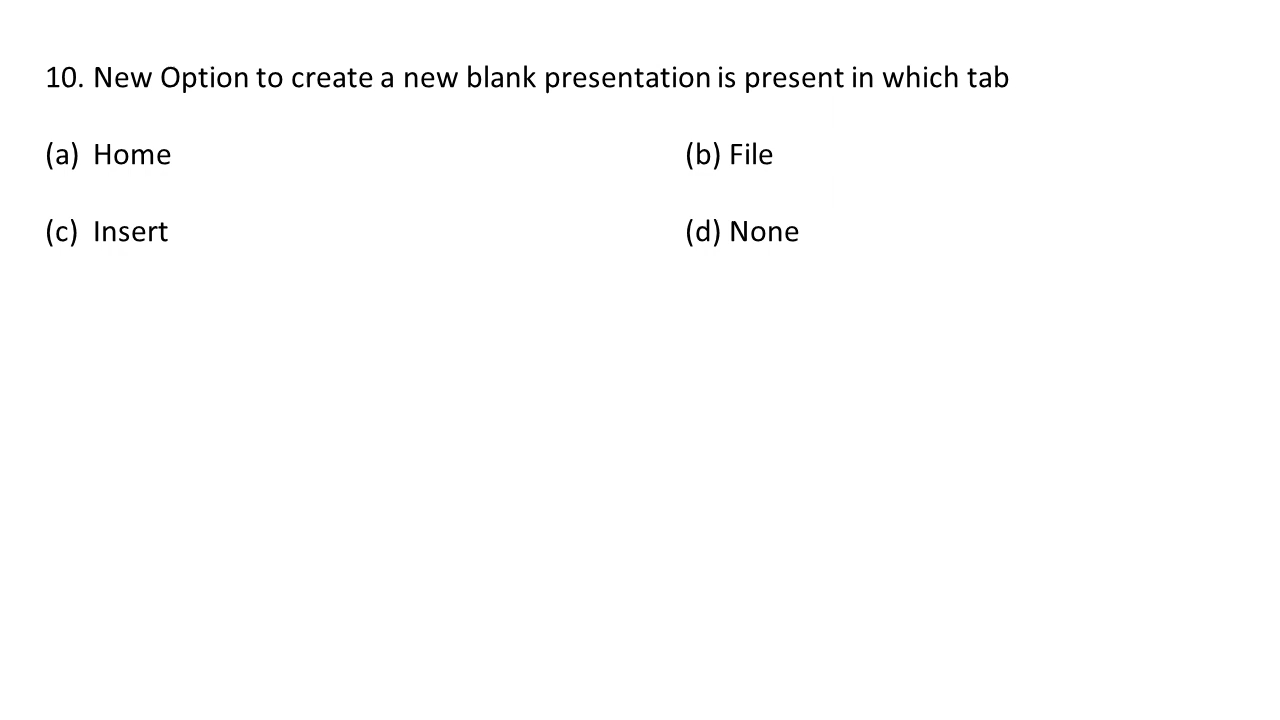 10. New Option to create a new blank presentation is present in which tab
(a) Home (b) File
(c) Insert (d) None